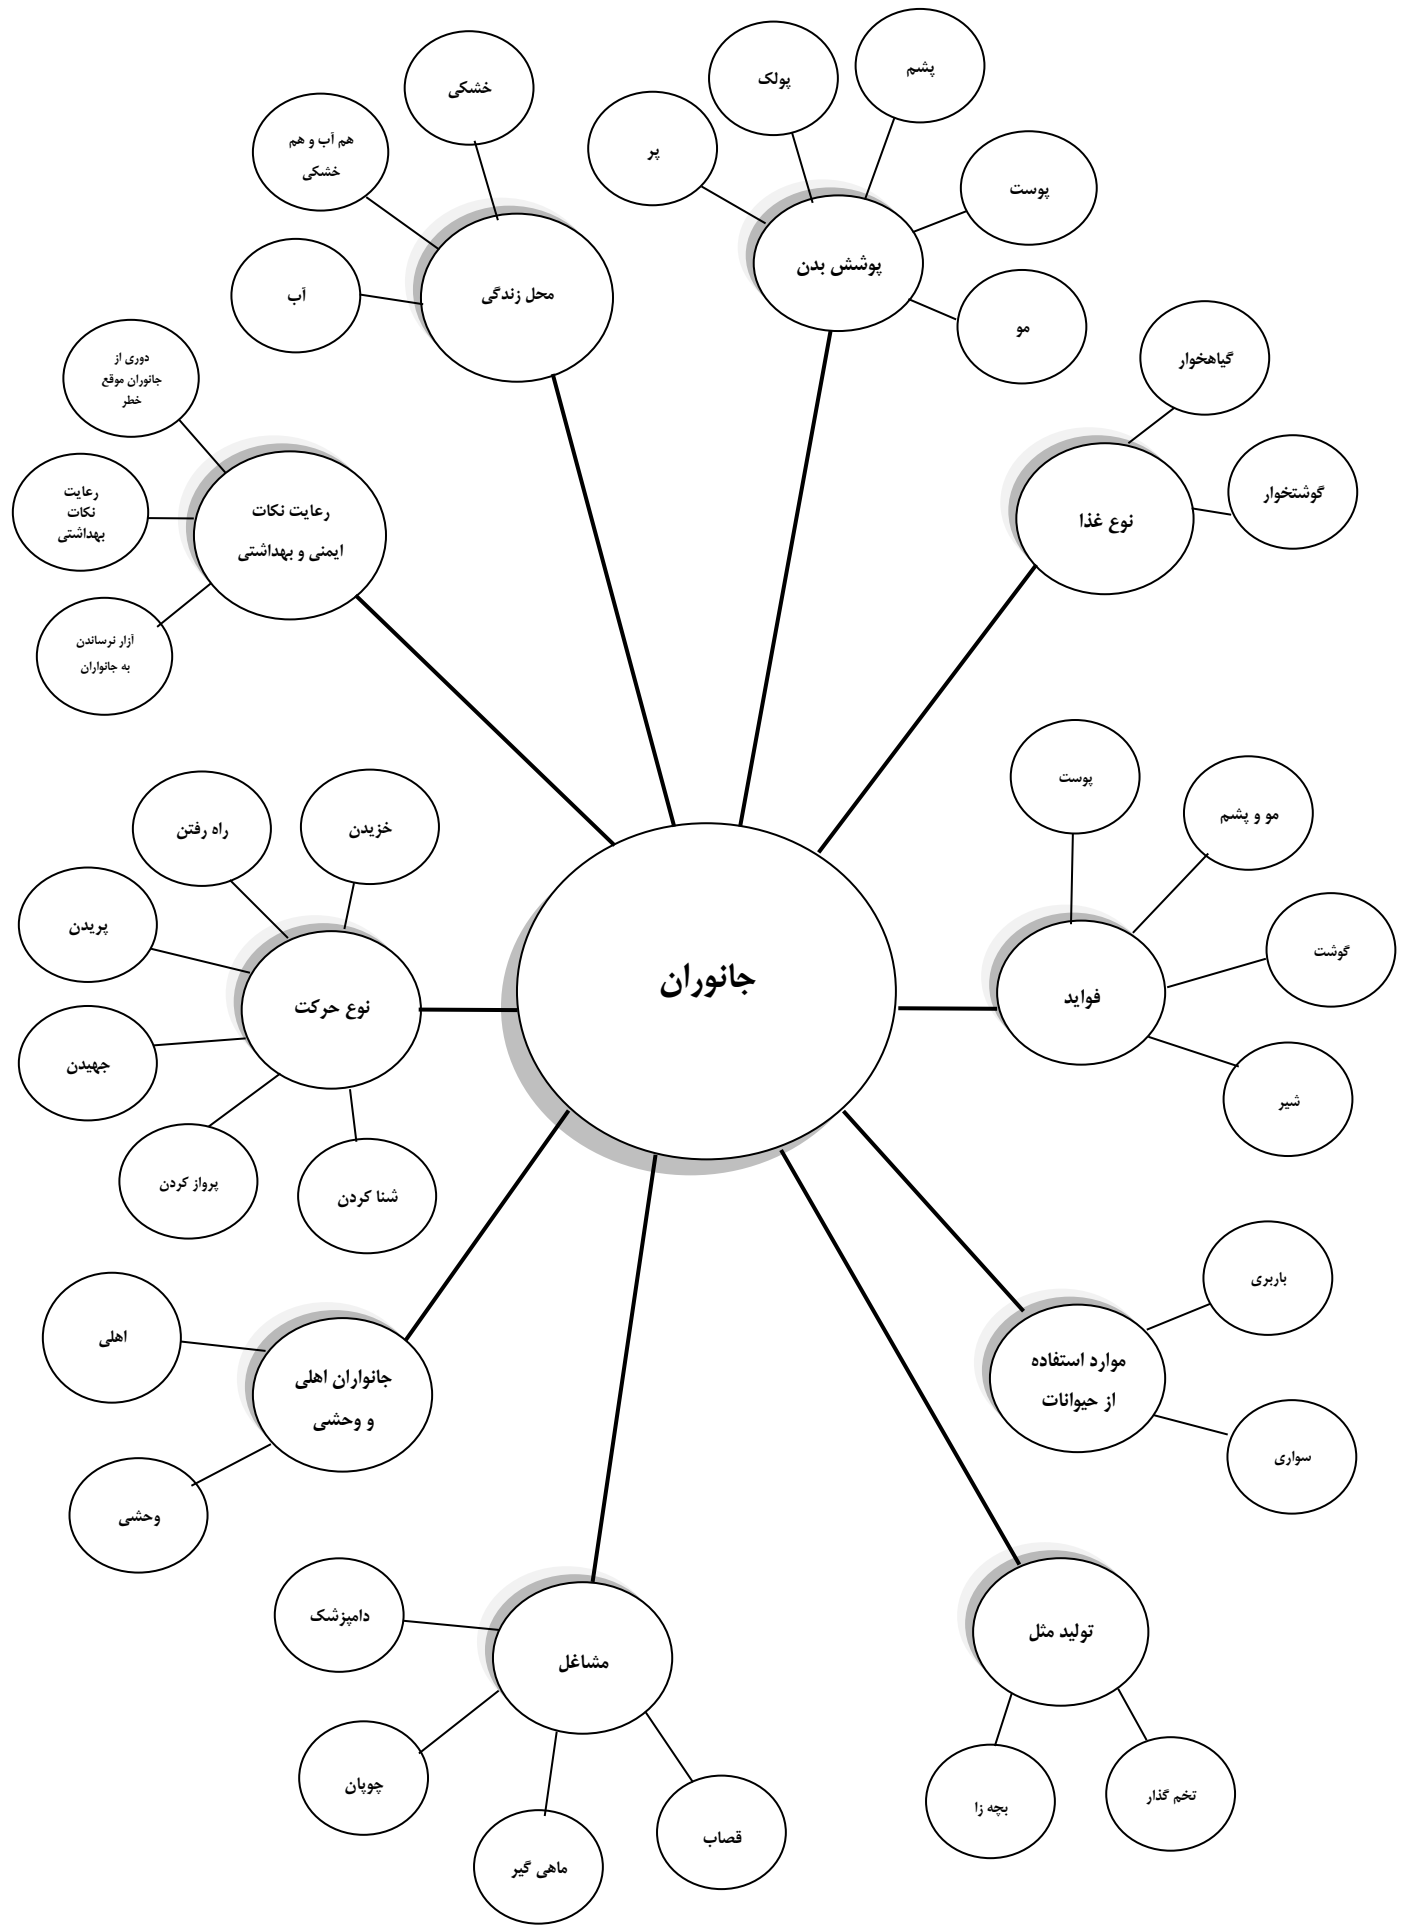 جانوران
پوشش بدن
پر
پولک
پشم
پوست
مو
نوع غذا
گیاهخوار
گوشتخوار
فواید
پوست
مو و پشم
گوشت
شیر
موارد استفاده
از حیوانات
باربری
سواری
تولید مثل
تخم گذار
بچه زا
مشاغل
قصاب
ماهی گیر
چوپان
دامپزشک
جانواران اهلی
و وحشی
اهلی
وحشی
نوع حرکت
خزیدن
راه رفتن
پریدن
جهیدن
پرواز کردن
شنا کردن
رعایت نکات
ایمنی و بهداشتی
دوری از
جانوران موقع
خطر
رعایت
نکات
بهداشتی
آزار نرساندن
به جانواران
محل زندگی
خشکی
هم آب و هم
خشکی
آب